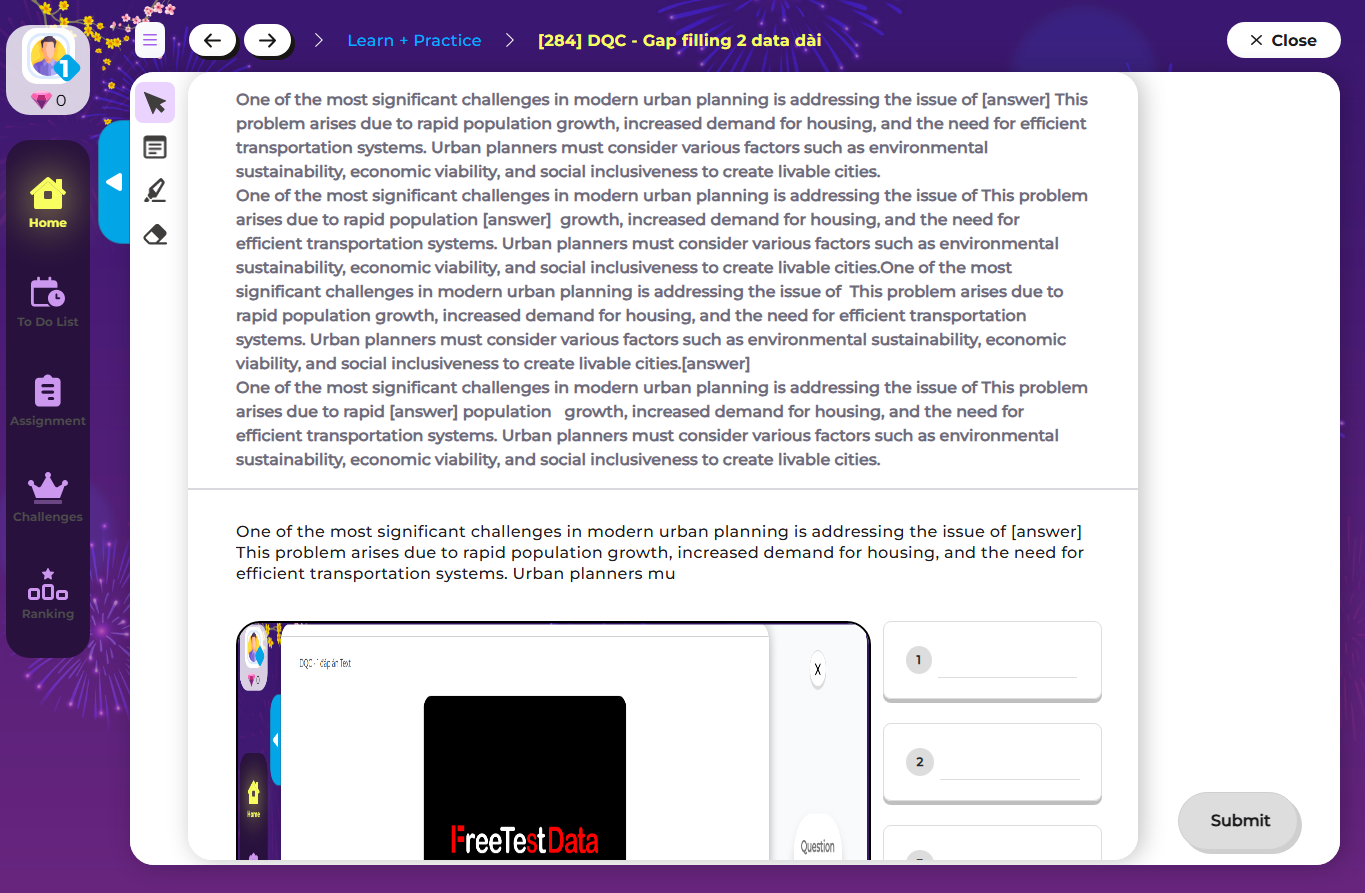 Learn + Practice
[284] DQC - Gap filling 2 data dài
Close
1
0
Home
To Do List
Assignment
Challenges
Ranking
One of the most significant challenges in modern urban planning is addressing the issue of [answer] This
problem arises due to rapid population growth, increased demand for housing, and the need for efficient
transportation systems. Urban planners must consider various factors such as environmental
sustainability, economic viability, and social inclusiveness to create livable cities.
One of the most significant challenges in modern urban planning is addressing the issue of This problem
arises due to rapid population [answer]  growth, increased demand for housing, and the need for
efficient transportation systems. Urban planners must consider various factors such as environmental
sustainability, economic viability, and social inclusiveness to create livable cities.One of the most
significant challenges in modern urban planning is addressing the issue of  This problem arises due to
rapid population growth, increased demand for housing, and the need for efficient transportation
systems. Urban planners must consider various factors such as environmental sustainability, economic
viability, and social inclusiveness to create livable cities.[answer]
One of the most significant challenges in modern urban planning is addressing the issue of This problem
arises due to rapid [answer] population   growth, increased demand for housing, and the need for
efficient transportation systems. Urban planners must consider various factors such as environmental
sustainability, economic viability, and social inclusiveness to create livable cities.
One of the most significant challenges in modern urban planning is addressing the issue of [answer]
This problem arises due to rapid population growth, increased demand for housing, and the need for
efficient transportation systems. Urban planners mu
0
DQC - 1 đáp án Text
X
Home
FreeTestData
Question
1
2
Submit